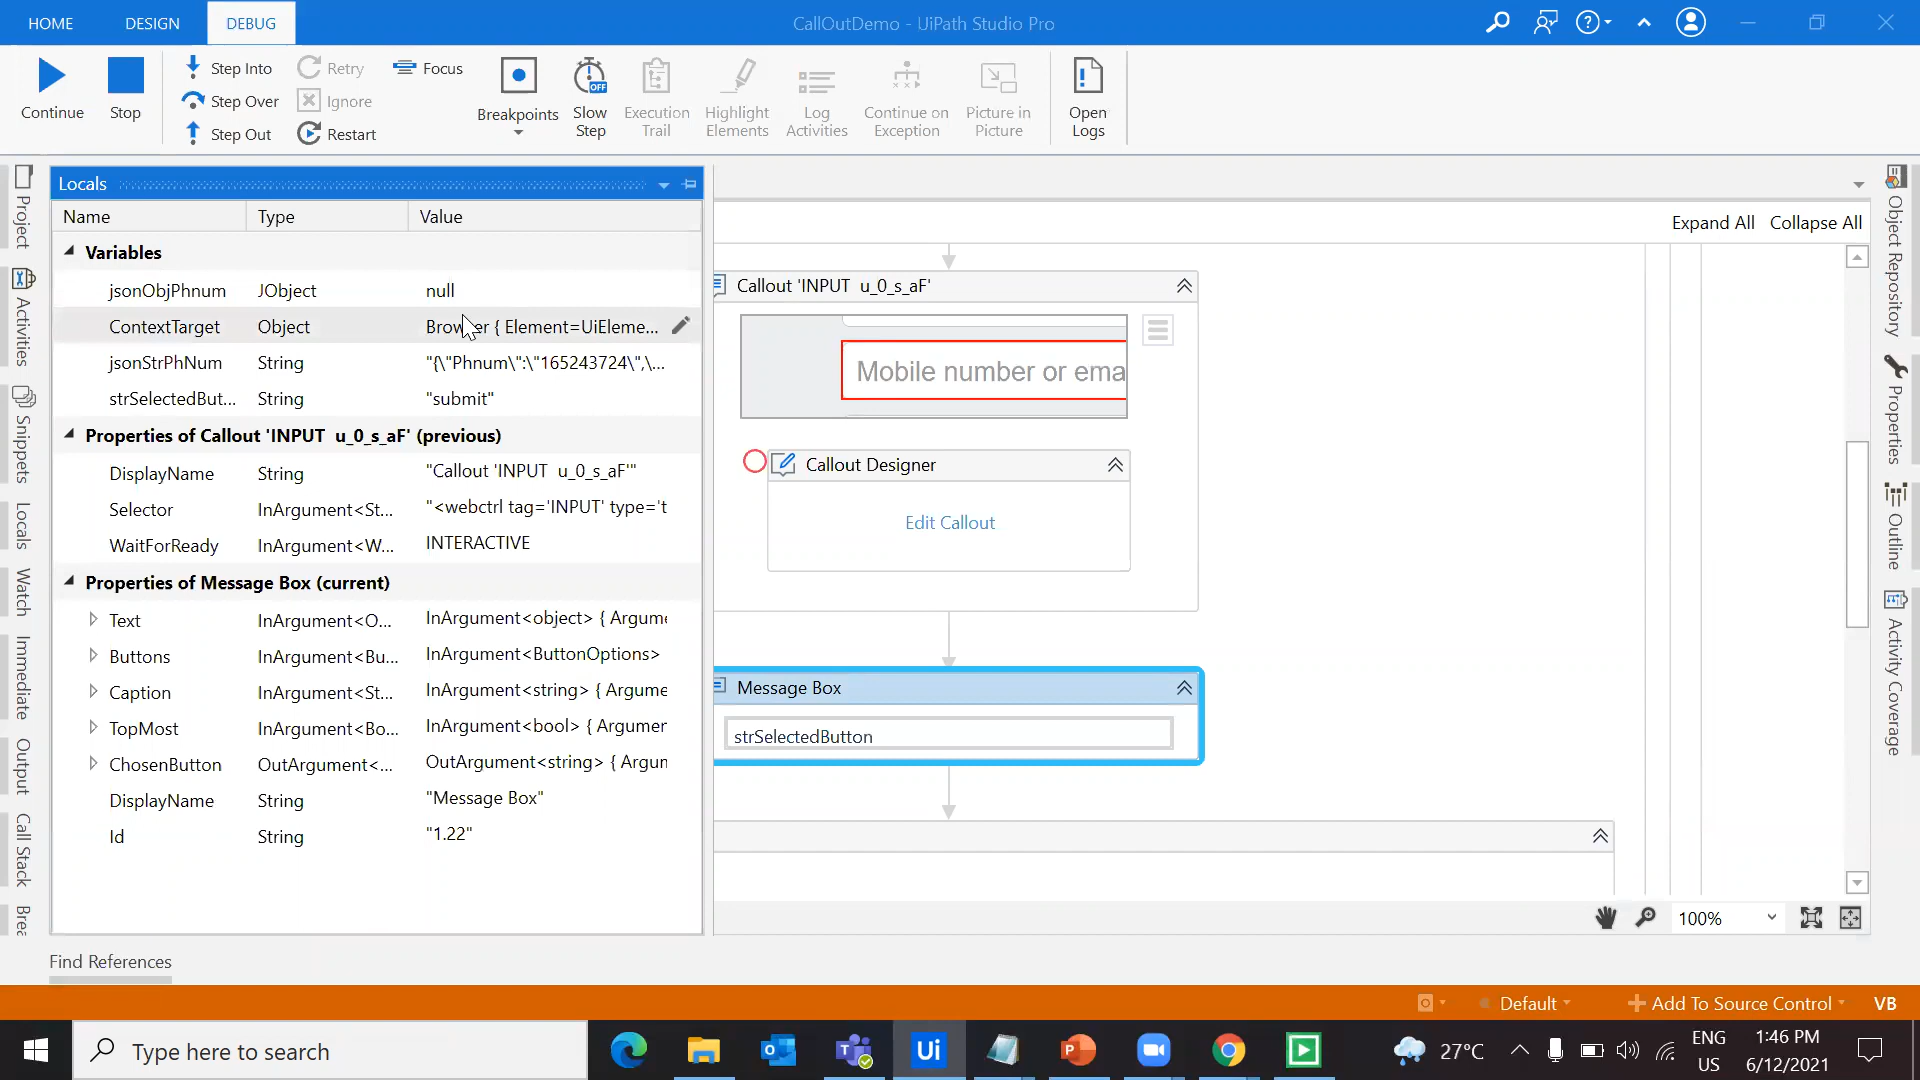 HOME
DESIGN
DEBUG
CallOutDemo - UiPath Studio Pro
Continue
Stop
Step Into
Step Over
Step Out
Retry
Ignore
Restart
Focus
Breakpoints
Slow
Step
OFF
Execution
Trail
Highlight
Elements
Log
Activities
Continue on
Exception
Picture in
Picture
Open
Logs
Project
Activities
Snippets
Locals
Watch
Immediate
Output
Call Stack
Brea
Locals
Name Type Value
Variables
jsonObjPhnum JObject null
ContextTarget Object Browser { Element=UiEleme...
jsonStrPhNum String "{\"Phnum\":\"165243724\",\...
strSelectedBut... String "submit"
Properties of Callout 'INPUT u_0_s_aF' (previous)
DisplayName String "Callout 'INPUT u_0_s_aF'"
Selector InArgument<St... "<webctrl tag='INPUT' type='t
WaitForReady InArgument<W... INTERACTIVE
Properties of Message Box (current)
Text InArgument<O... InArgument<object> { Argume
Buttons InArgument<Bu... InArgument<ButtonOptions>
Caption InArgument<St... InArgument<string> { Argume
TopMost InArgument<Bo... InArgument<bool> { Argumer
ChosenButton OutArgument<... OutArgument<string> { Argun
DisplayName String "Message Box"
Id String "1.22"
Expand All Collapse All
Callout 'INPUT u_0_s_aF'
Mobile number or ema
Callout Designer
Edit Callout
Message Box
strSelectedButton
100%
Object Repository
Properties
Outline
Activity Coverage
Find References
Default
Add To Source Control
VB
Type here to search
Ui
P
27°C
ENG
US
1:46 PM
6/12/2021